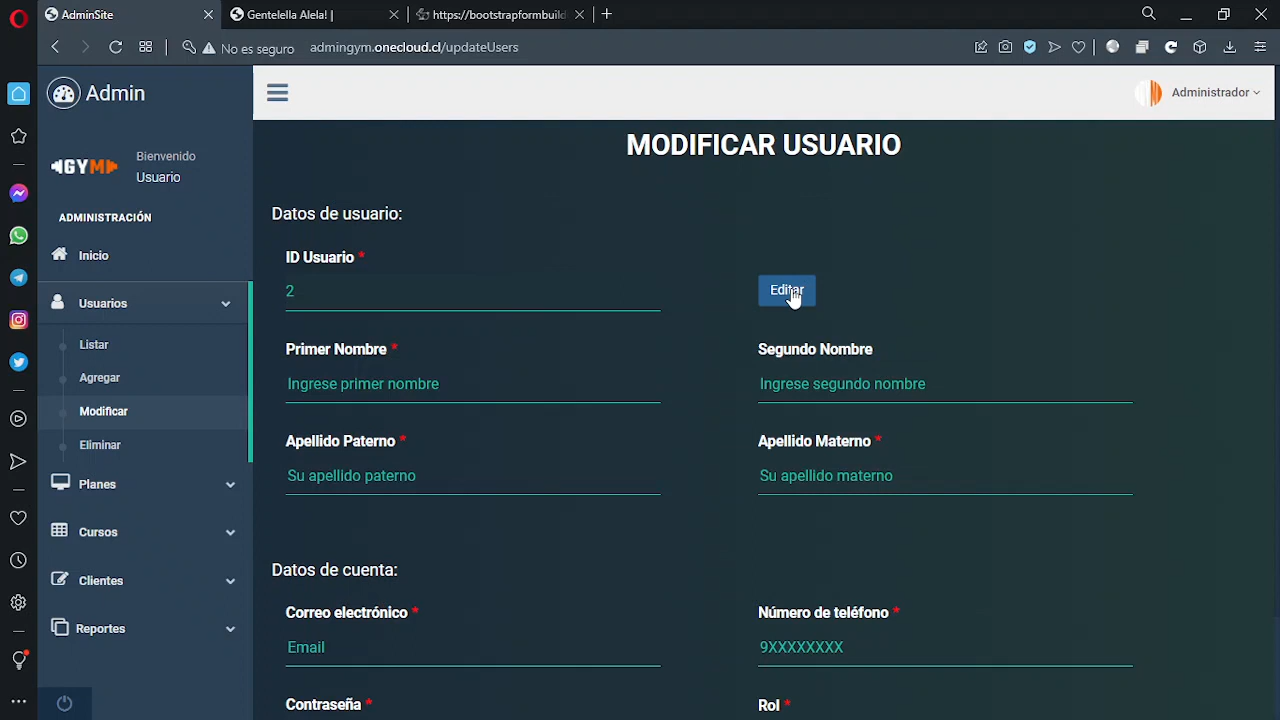 AdminSite
Gentelella Alela! |
https://bootstrapformbuild
No es seguro
admingym.onecloud.cl/updateUsers
Admin
Administrador
GYM
Bienvenido
Usuario
ADMINISTRACIÓN
Inicio
Usuarios
Listar
Agregar
Modificar
Eliminar
Planes
Cursos
Clientes
Reportes
MODIFICAR USUARIO
Datos de usuario:
ID Usuario *
2
Editar
Primer Nombre *
Segundo Nombre
Ingrese primer nombre
Ingrese segundo nombre
Apellido Paterno *
Apellido Materno *
Su apellido paterno
Su apellido materno
Datos de cuenta:
Correo electrónico *
Número de teléfono *
Email
9XXXXXXXX
Contraseña *
Rol *